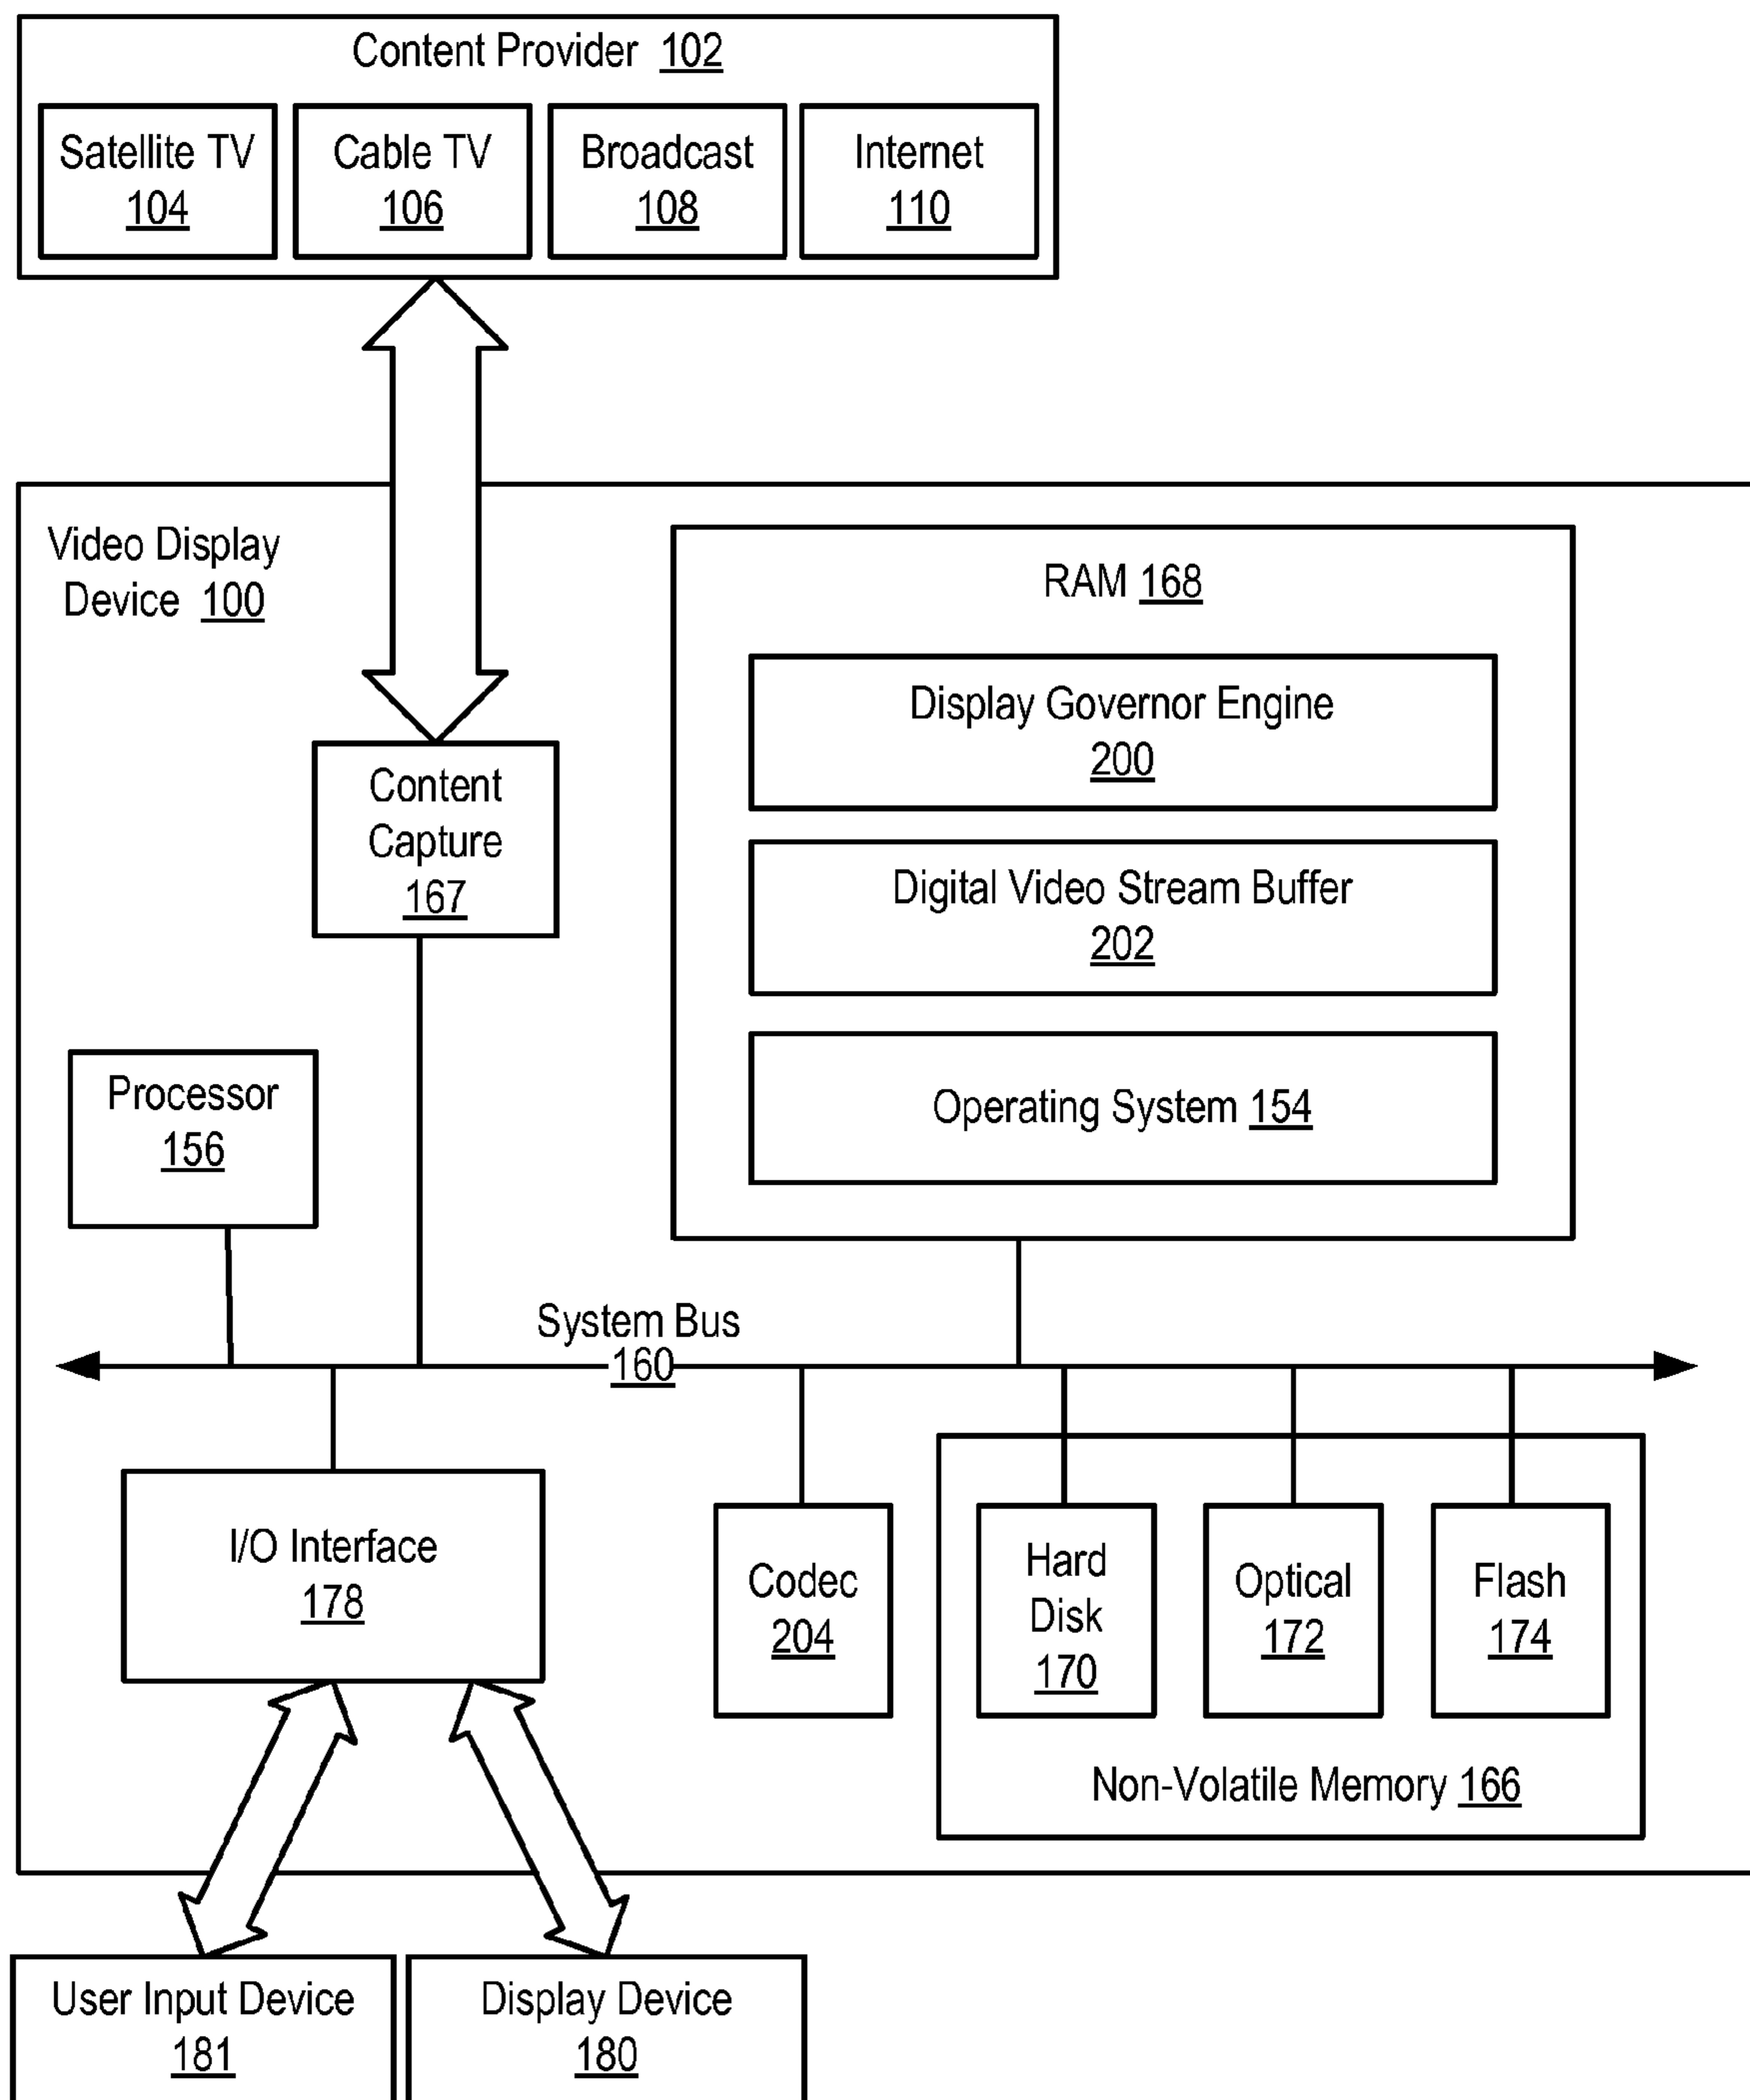 Content Provider 102
Satellite TV
104
Cable TV
106
Broadcast
108
Internet
110
Video Display
Device 100
RAM 168
Display Governor Engine
200
Content
Capture
167
Digital Video Stream Buffer
202
Processor
156
Operating System 154
System Bus
160
I/O Interface
178
Codec
204
Hard
Disk
170
Optical
172
Flash
174
Non-Volatile Memory 166
User Input Device
181
Display Device
180